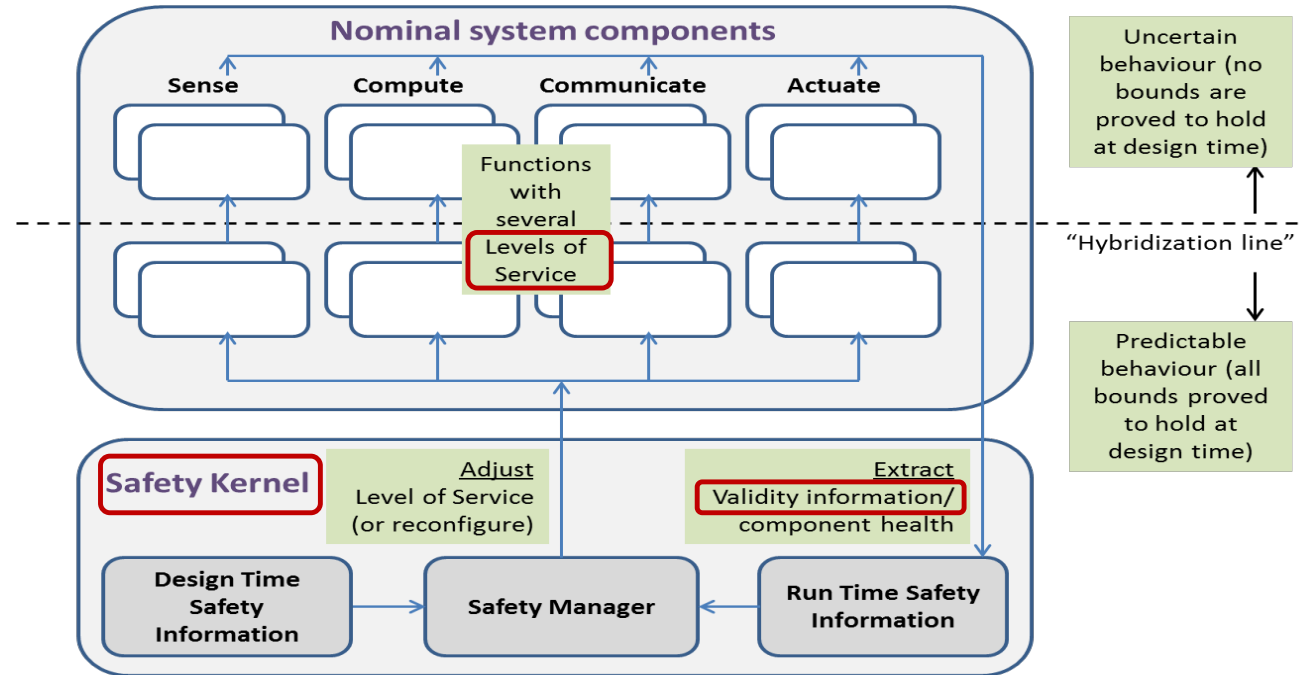 Nominal system components
Sense
Compute
Communicate
Actuate
Functions
with
several
Levels of
Service
Uncertain
behaviour (no
bounds are
proved to hold
at design time)
“Hybridization line”
Predictable
behaviour (all
bounds proved
to hold at
design time)
Safety Kernel
Adjust
Level of Service
(or reconfigure)
Extract
Validity information/
component health
Design Time
Safety
Information
Safety Manager
Run Time Safety
Information